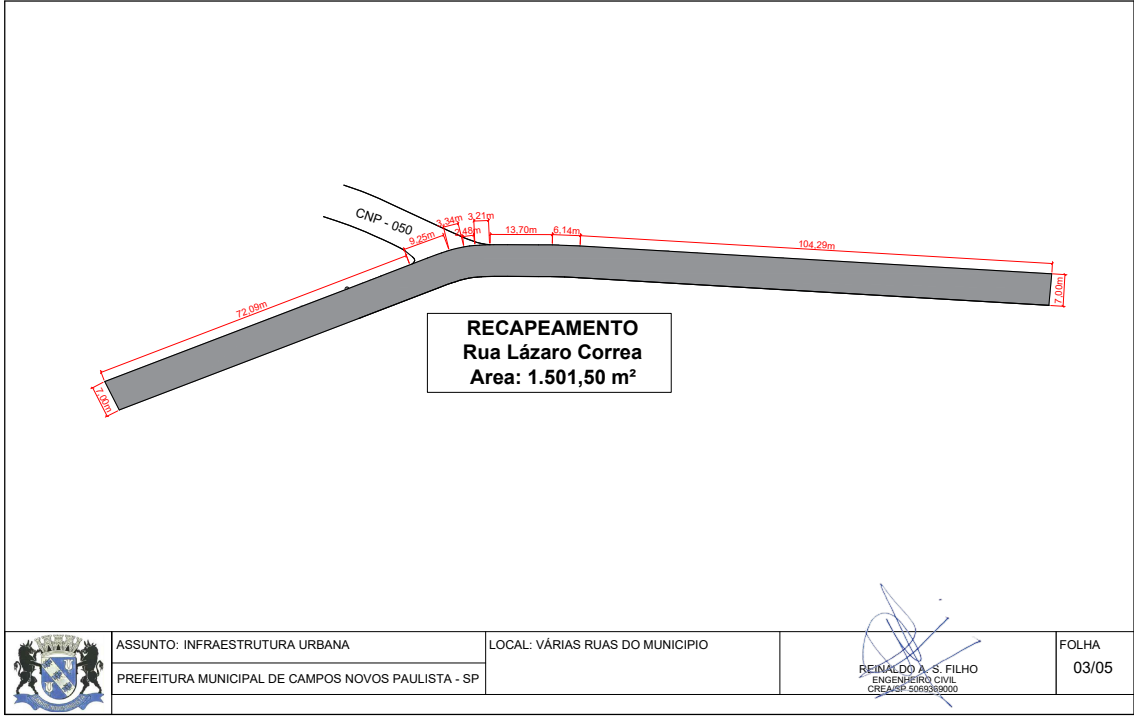 CNP - 050
72,09m
9,25m
3,34m
3,21m
13,70m
6,14m
104,29m
7,00m
7,00m
RECAPEAMENTO
Rua Lázaro Correa
Area: 1.501,50 m²
ASSUNTO: INFRAESTRUTURA URBANA
PREFEITURA MUNICIPAL DE CAMPOS NOVOS PAULISTA - SP
LOCAL: VÁRIAS RUAS DO MUNICIPIO
REINALDO A. S. FILHO
ENGENHEIRO CIVIL
CREA/SP 5069369000
FOLHA
03/05